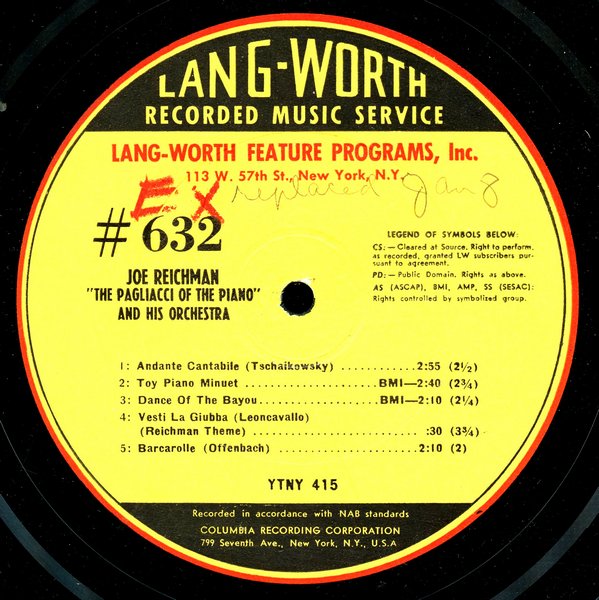 LANG-WORTH
RECORDED MUSIC SERVICE
LANG-WORTH FEATURE PROGRAMS, Inc.
113 W. 57th St., New York, N.Y.
EX replaced Jan 8
#632
JOE REICHMAN
"THE PAGLIACCI OF THE PIANO"
AND HIS ORCHESTRA
LEGEND OF SYMBOLS BELOW:
CS:—Cleared at Source. Right to perform,
as recorded, granted LW subscribers pur-
suant to agreement.
PD:—Public Domain. Rights as above.
AS (ASCAP), BMI, AMP, SS (SESAC):
Rights controlled by symbolized group.
1: Andante Cantabile (Tschaikowsky) ............2:55 (2½)
2: Toy Piano Minuet .....................BMI—2:40 (2¾)
3: Dance Of The Bayou...................BMI—2:10 (2¼)
4: Vesti La Giubba (Leoncavallo)
(Reichman Theme) ............................ :30 (3¾)
5: Barcarolle (Offenbach) .........................2:10 (2)
YTNY 415
Recorded in accordance with NAB standards
COLUMBIA RECORDING CORPORATION
799 Seventh Ave., New York, N.Y., U.S.A